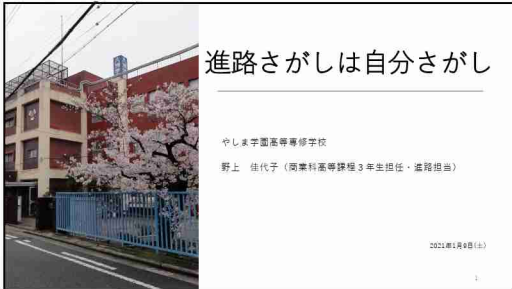 進路さがしは自分さがし
やしま学園高等専修学校
野上 佳代子（商業科高等課程３年生担任・進路担当）
2021年1月9日(土)
1